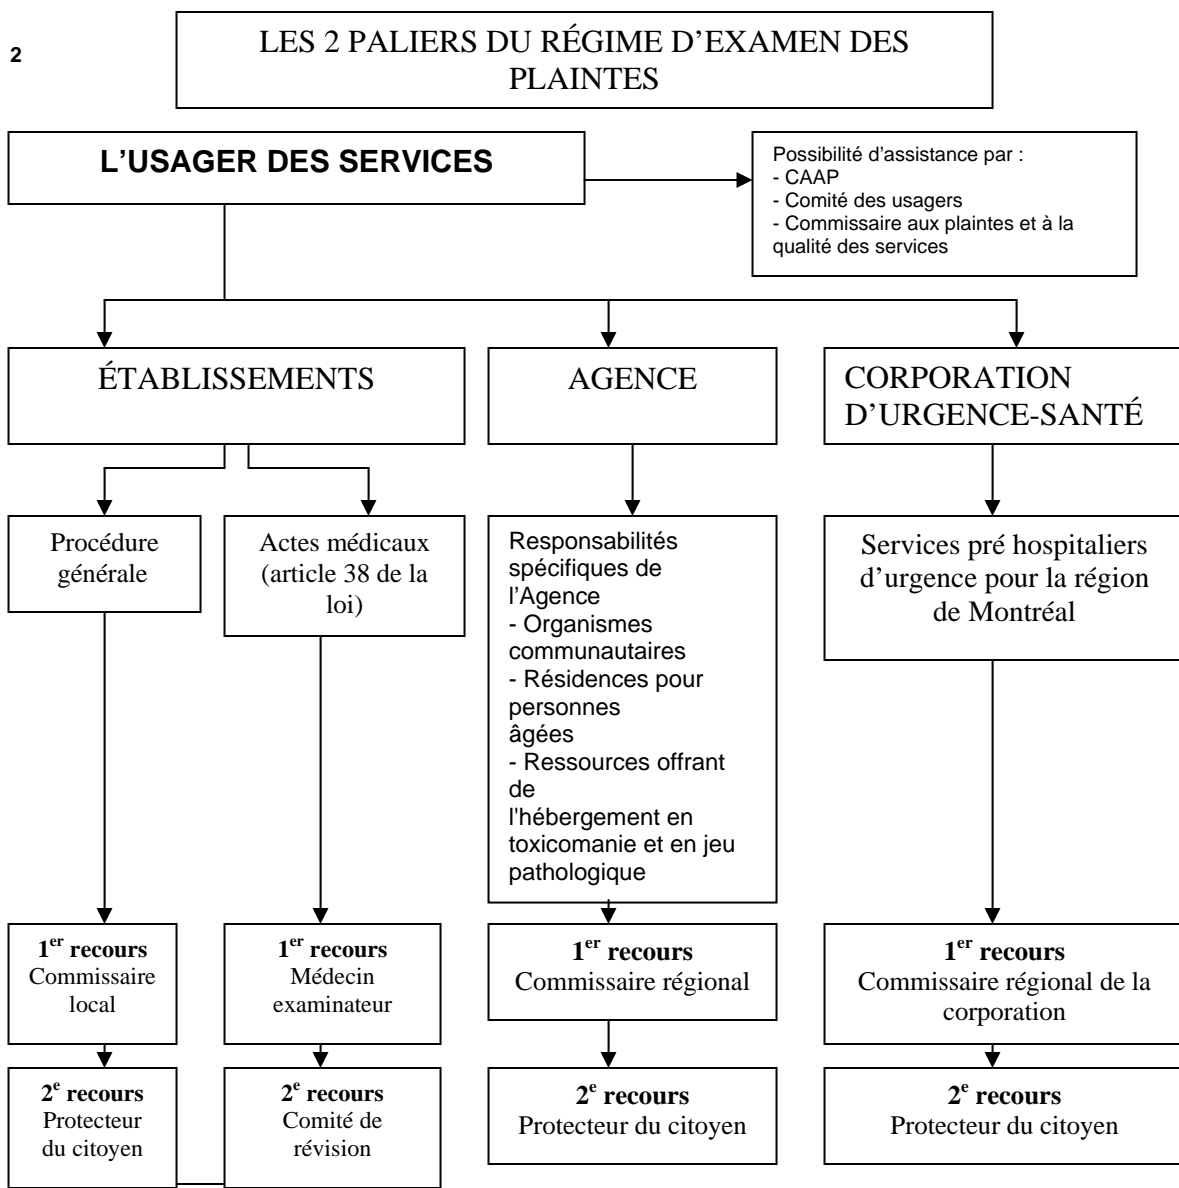 2
LES 2 PALIERS DU RÉGIME D’EXAMEN DES
PLAINTES
L’USAGER DES SERVICES
Possibilité d’assistance par :
- CAAP
- Comité des usagers
- Commissaire aux plaintes et à la
qualité des services
ÉTABLISSEMENTS
AGENCE
CORPORATION
D’URGENCE-SANTÉ
Procédure
générale
Actes médicaux
(article 38 de la
loi)
Responsabilités
spécifiques de
l’Agence
- Organismes
communautaires
- Résidences pour
personnes
âgées
- Ressources offrant
de
l'hébergement en
toxicomanie et en jeu
pathologique
Services pré hospitaliers
d’urgence pour la région
de Montréal
1er recours
Commissaire
local
1er recours
Médecin
examinateur
1er recours
Commissaire régional
1er recours
Commissaire régional de la
corporation
2e recours
Protecteur
du citoyen
2e recours
Comité de
révision
2e recours
Protecteur du citoyen
2e recours
Protecteur du citoyen